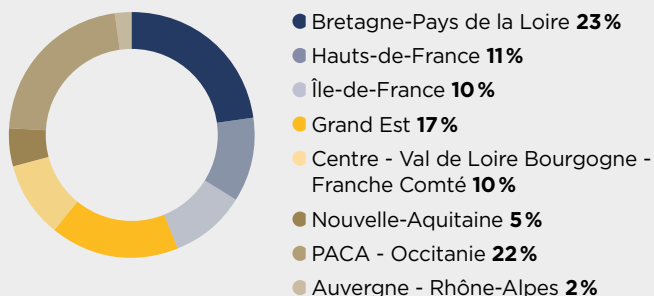 Bretagne-Pays de la Loire 23 %
Hauts-de-France 11 %
Île-de-France 10 %
Grand Est 17 %
Centre - Val de Loire Bourgogne -
Franche Comté 10 %
Nouvelle-Aquitaine 5 %
PACA - Occitanie 22 %
Auvergne - Rhône-Alpes 2 %